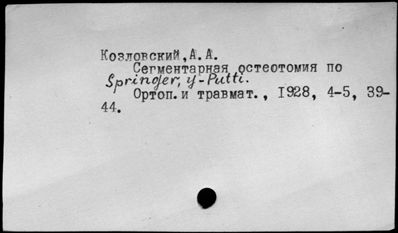 Козловский, А.А.
Сегментарная остеотомия по
Springer, y-Putti.
Ортоп. и травмат., 1928, 4-5, 39-
44.